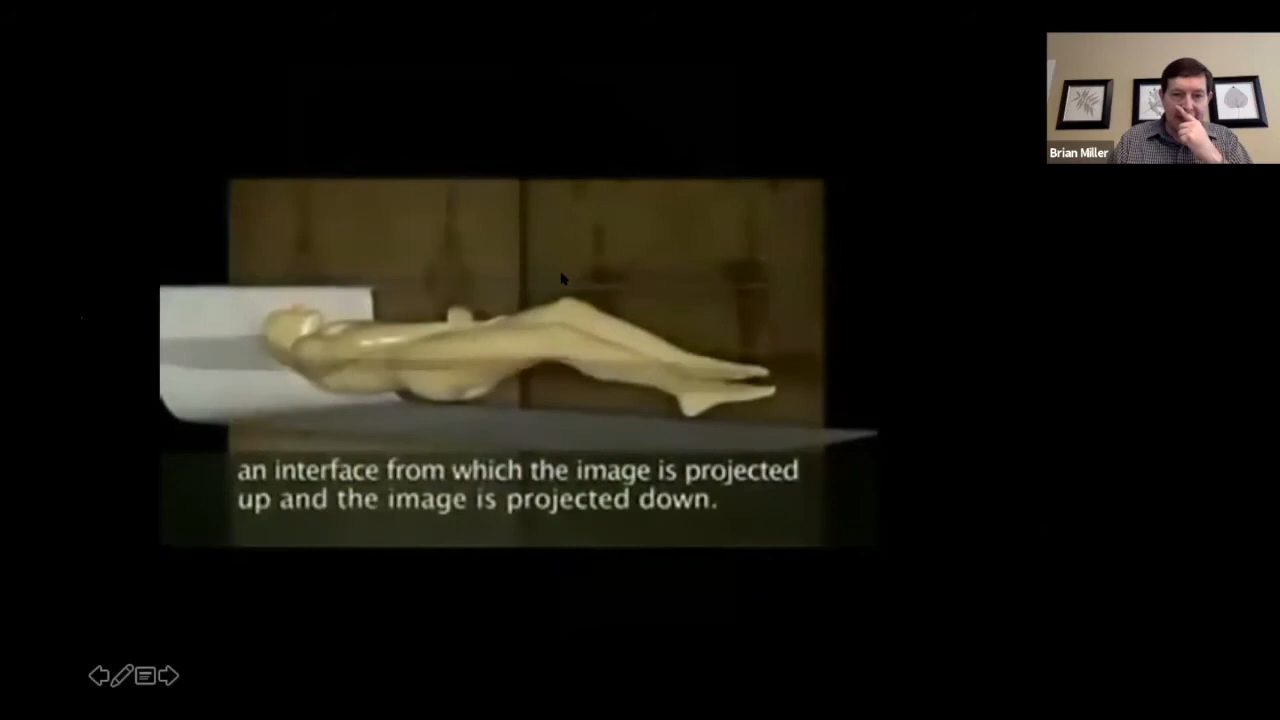 Brian Miller
an interface from which the image is projected
up and the image is projected down.